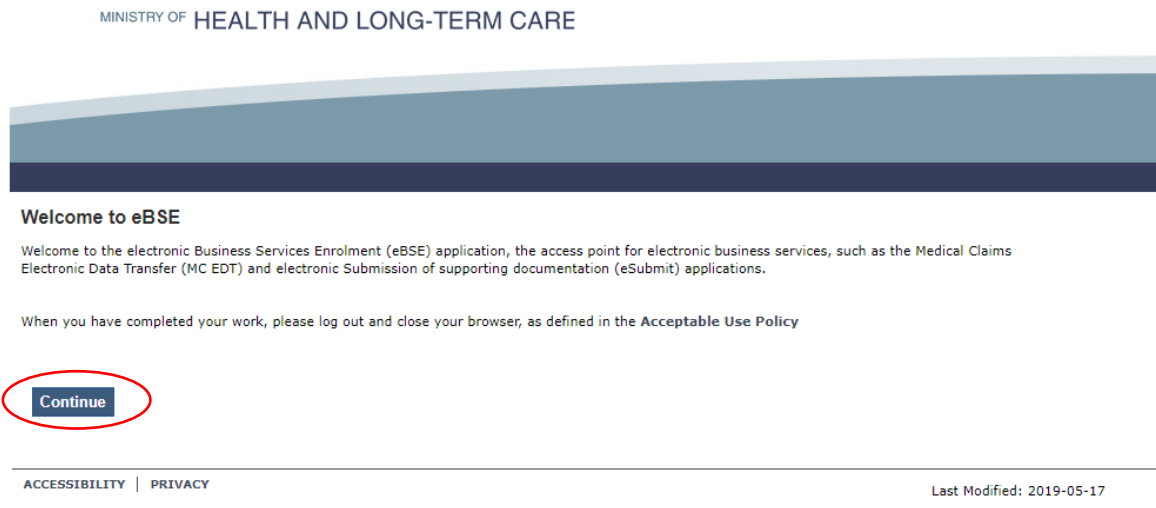 MINISTRY OF HEALTH AND LONG-TERM CARE
Welcome to eBSE
Welcome to the electronic Business Services Enrolment (eBSE) application, the access point for electronic business services, such as the Medical Claims
Electronic Data Transfer (MC EDT) and electronic Submission of supporting documentation (eSubmit) applications.
When you have completed your work, please log out and close your browser, as defined in the Acceptable Use Policy
Continue
ACCESSIBILITY | PRIVACY
Last Modified: 2019-05-17